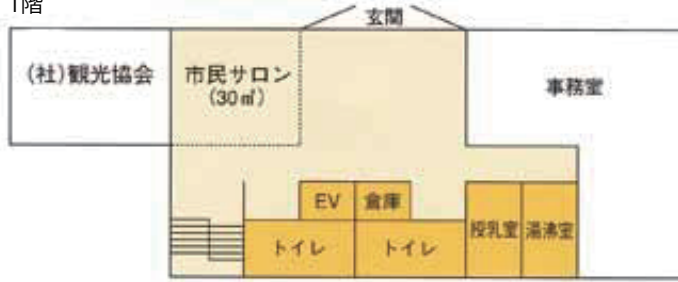 1階
玄関
(社)観光協会
市民サロン
(30㎡)
事務室
EV
倉庫
トイレ
トイレ
授乳室
湯沸室